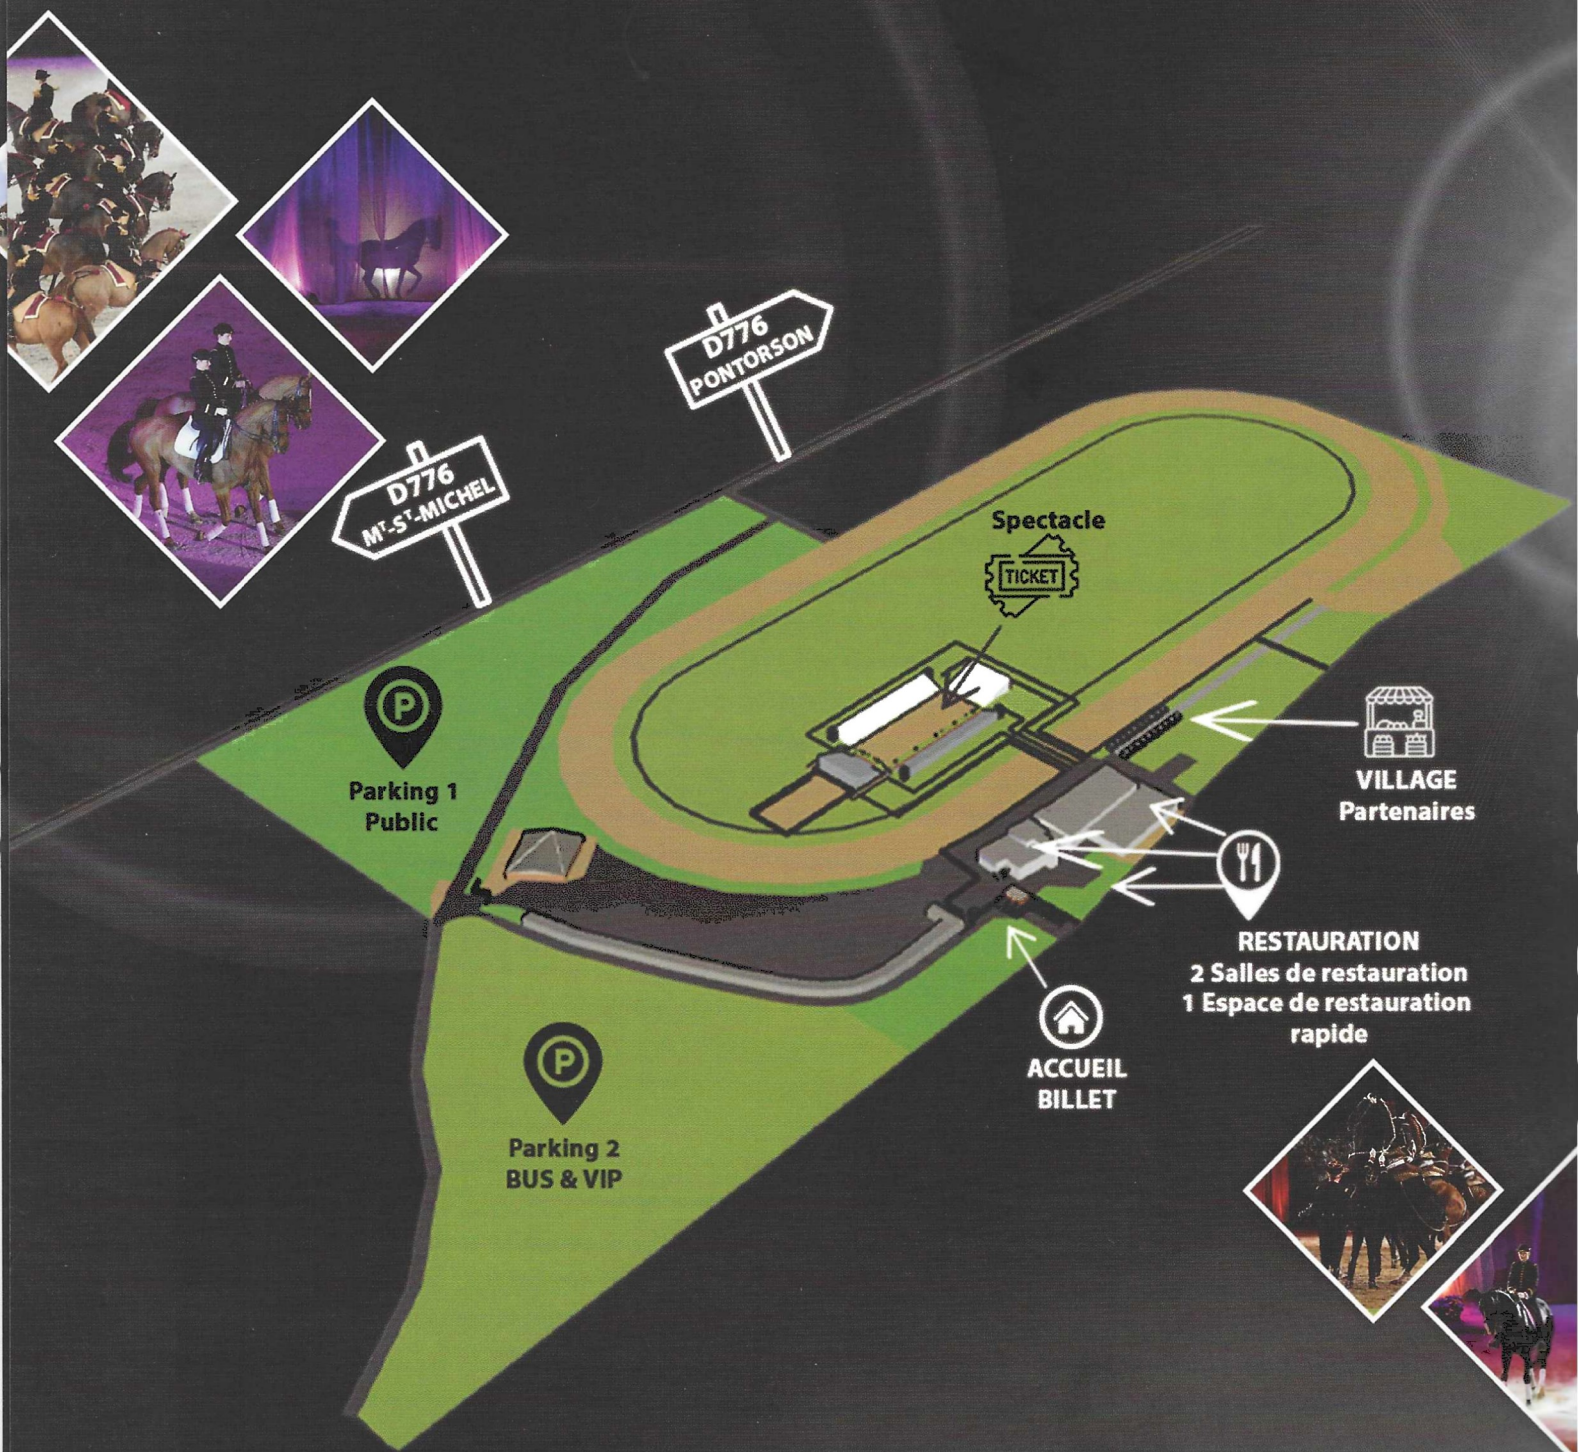 D776
PONTORSON
D776
Mᵀ-Sᵀ-MICHEL
Spectacle
TICKET
P
Parking 1
Public
VILLAGE
Partenaires
RESTAURATION
2 Salles de restauration
1 Espace de restauration
rapide
ACCUEIL
BILLET
P
Parking 2
BUS & VIP